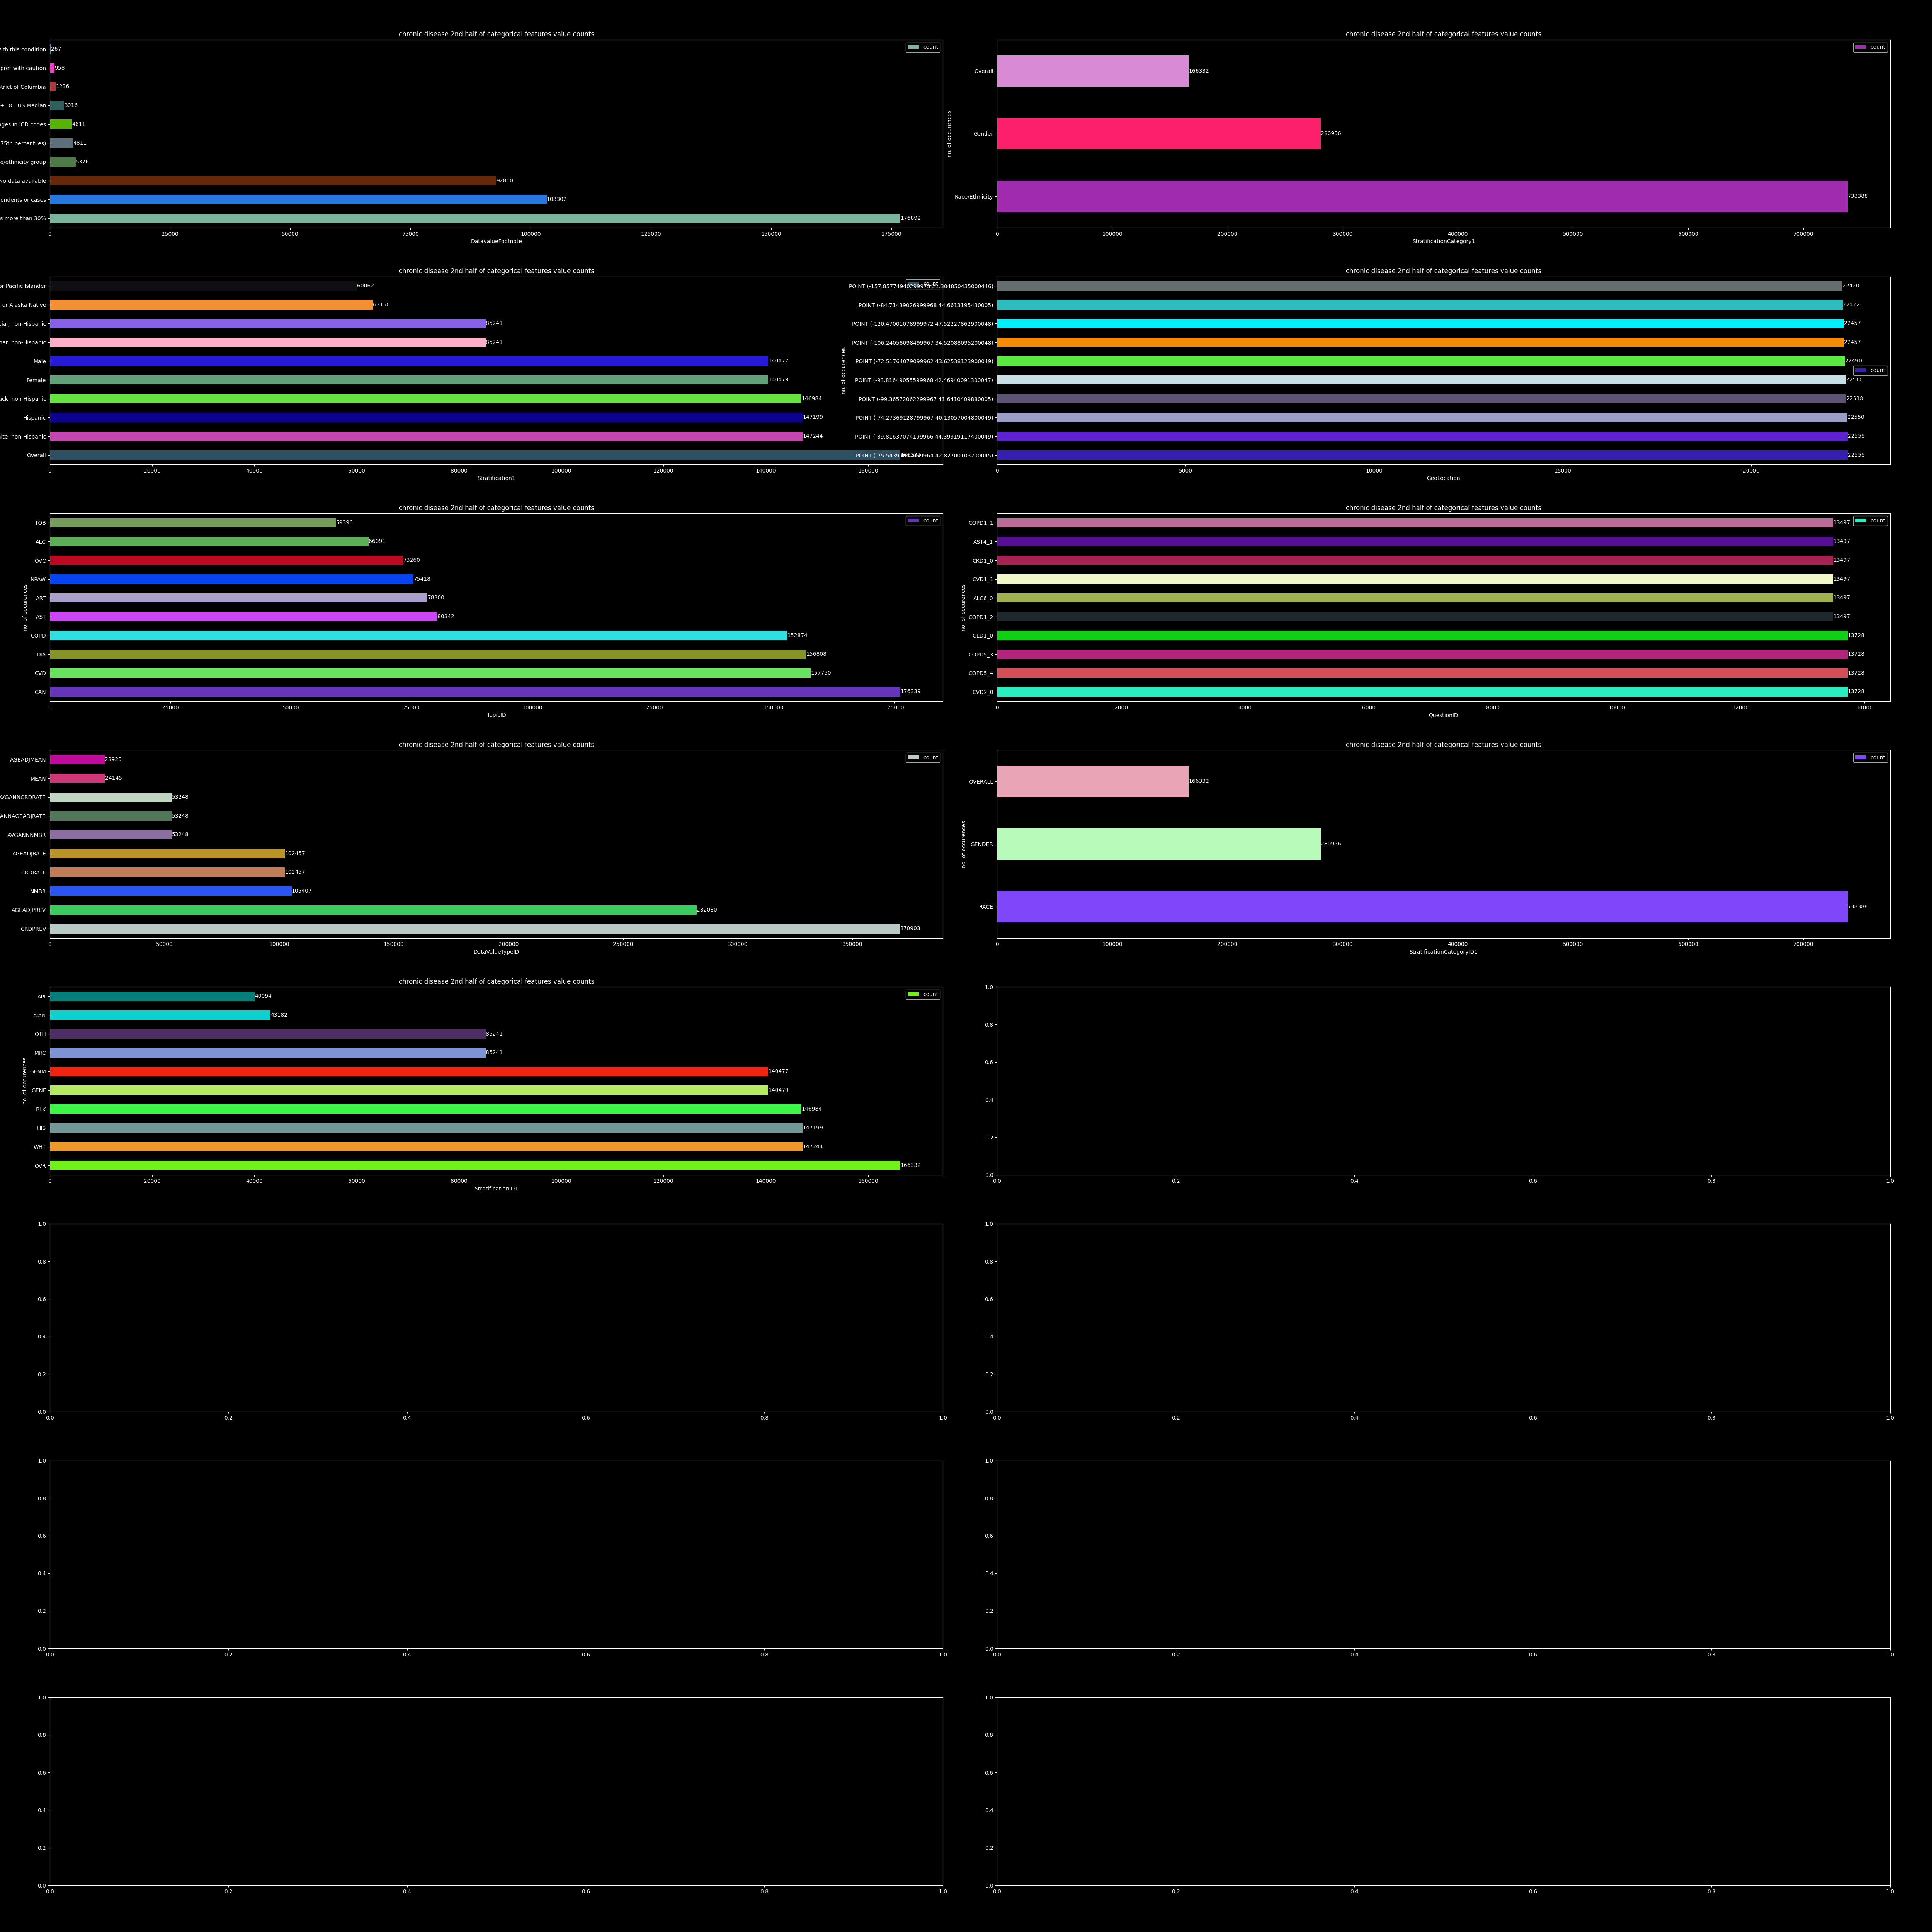 chronic disease 2nd half of categorical features value counts
count
with this condition
267
pret with caution
958
trict of Columbia
1236
+ DC: US Median
3016
nges in ICD codes
4611
75th percentiles)
4811
e/ethnicity group
5376
No data available
92850
pondents or cases
103302
s more than 30%
176892
0 25000 50000 75000 100000 125000 150000 175000
DatavalueFootnote
chronic disease 2nd half of categorical features value counts
count
no. of occurences
Overall
166332
Gender
280956
Race/Ethnicity
738388
0 100000 200000 300000 400000 500000 600000 700000
StratificationCategory1
chronic disease 2nd half of categorical features value counts
or Pacific Islander
60062
or Alaska Native
63150
cial, non-Hispanic
85241
her, non-Hispanic
85241
Male
140477
Female
140479
ack, non-Hispanic
146984
Hispanic
147199
ite, non-Hispanic
147244
Overall
0 20000 40000 60000 80000 100000 120000 140000 160000
Stratification1
chronic disease 2nd half of categorical features value counts
count
no. of occurences
22420
POINT (-84.71439026999968 44.6613195430005)
22422
POINT (-120.47001078999972 47.52227862900048)
22457
POINT (-106.24058098499967 34.52088095200048)
22457
POINT (-72.51764079099962 43.62538123900049)
22490
POINT (-93.81649055599968 42.46940091300047)
22510
POINT (-99.36572062299967 41.6410409880005)
22518
POINT (-74.27369128799967 40.13057004800049)
22550
POINT (-89.81637074199966 44.39319117400049)
22556
22556
0 5000 10000 15000 20000
GeoLocation
chronic disease 2nd half of categorical features value counts
count
no. of occurences
TOB
59396
ALC
66091
OVC
73260
NPAW
75418
ART
78300
AST
80342
COPD
152874
DIA
156808
CVD
157750
CAN
176339
0 25000 50000 75000 100000 125000 150000 175000
TopicID
chronic disease 2nd half of categorical features value counts
count
no. of occurences
COPD1_1
13497
AST4_1
13497
CKD1_0
13497
CVD1_1
13497
ALC6_0
13497
COPD1_2
13497
OLD1_0
13728
COPD5_3
13728
COPD5_4
13728
CVD2_0
13728
0 2000 4000 6000 8000 10000 12000 14000
QuestionID
chronic disease 2nd half of categorical features value counts
count
AGEADJMEAN
23925
MEAN
24145
AVGANNCRDRATE
53248
ANNAGEADJRATE
53248
AVGANNNMBR
53248
AGEADJRATE
102457
CRDRATE
102457
NMBR
105407
AGEADJPREV
282080
CRDPREV
370903
0 50000 100000 150000 200000 250000 300000 350000
DataValueTypeID
chronic disease 2nd half of categorical features value counts
count
no. of occurences
OVERALL
166332
GENDER
280956
RACE
738388
0 100000 200000 300000 400000 500000 600000 700000
StratificationCategoryID1
chronic disease 2nd half of categorical features value counts
count
no. of occurences
API
40094
AIAN
43182
OTH
85241
MRC
85241
GENM
140477
GENF
140479
BLK
146984
HIS
147199
WHT
147244
OVR
166332
0 20000 40000 60000 80000 100000 120000 140000 160000
StratificationID1
1.0
0.8
0.6
0.4
0.2
0.0
0.0 0.2 0.4 0.6 0.8 1.0
1.0
0.8
0.6
0.4
0.2
0.0
0.0 0.2 0.4 0.6 0.8 1.0
1.0
0.8
0.6
0.4
0.2
0.0
0.0 0.2 0.4 0.6 0.8 1.0
1.0
0.8
0.6
0.4
0.2
0.0
0.0 0.2 0.4 0.6 0.8 1.0
1.0
0.8
0.6
0.4
0.2
0.0
0.0 0.2 0.4 0.6 0.8 1.0
1.0
0.8
0.6
0.4
0.2
0.0
0.0 0.2 0.4 0.6 0.8 1.0
1.0
0.8
0.6
0.4
0.2
0.0
0.0 0.2 0.4 0.6 0.8 1.0